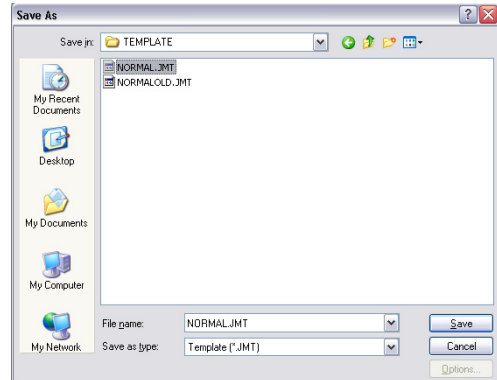 Save As
Save in:
TEMPLATE
NORMAL.JMT
NORMALOLD.JMT
My Recent
Documents
Desktop
My Documents
My Computer
My Network
File name:
NORMAL.JMT
Save
Save as type:
Template (*.JMT)
Cancel
Options...